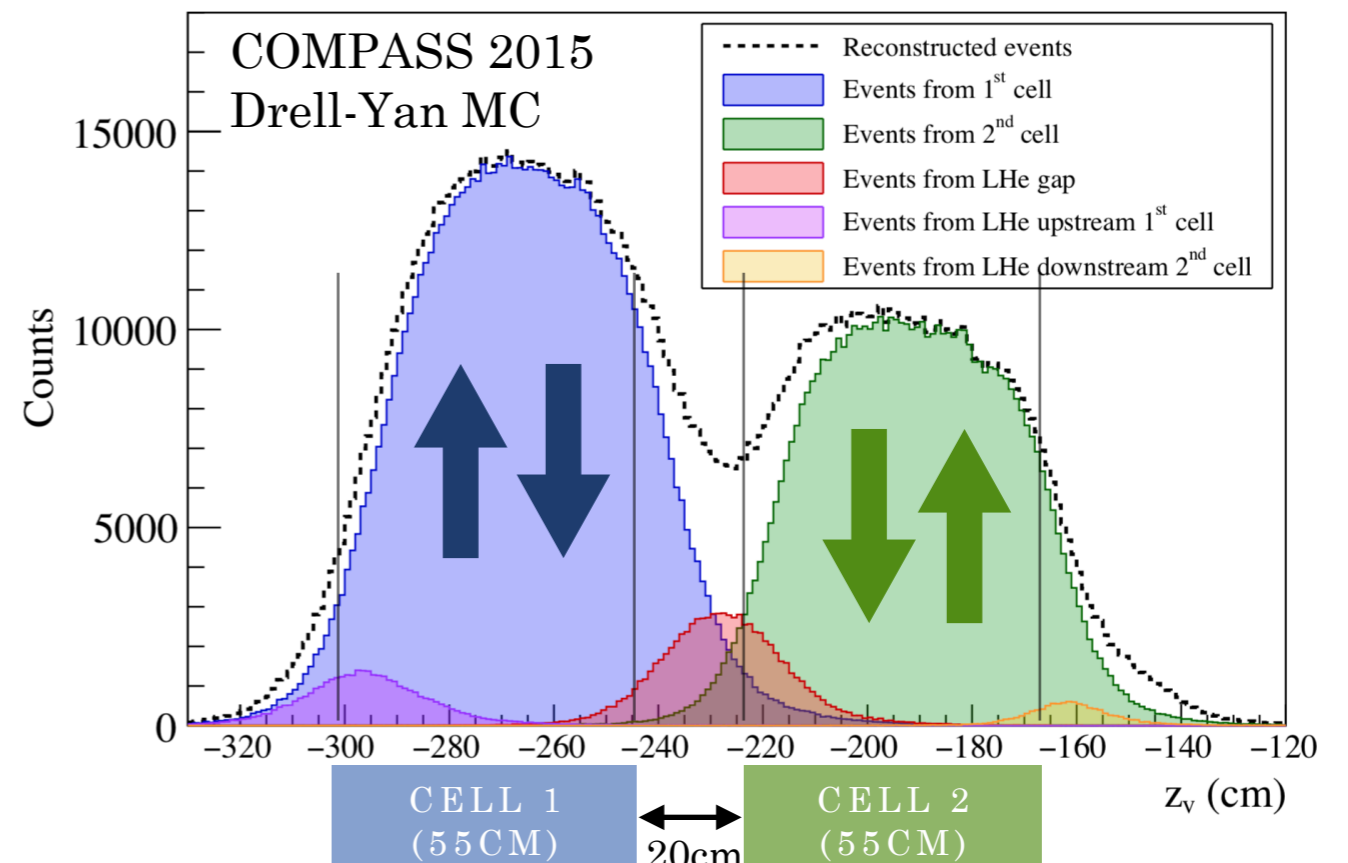 COMPASS 2015
Drell-Yan MC
Reconstructed events
Events from 1st cell
Events from 2nd cell
Events from LHe gap
Events from LHe upstream 1st cell
Events from LHe downstream 2nd cell
Counts
15000
10000
5000
0
−320 −300 −280 −260 −240 −220 −200 −180 −160 −140 −120
zv (cm)
CELL 1
(55CM)
20cm
CELL 2
(55CM)